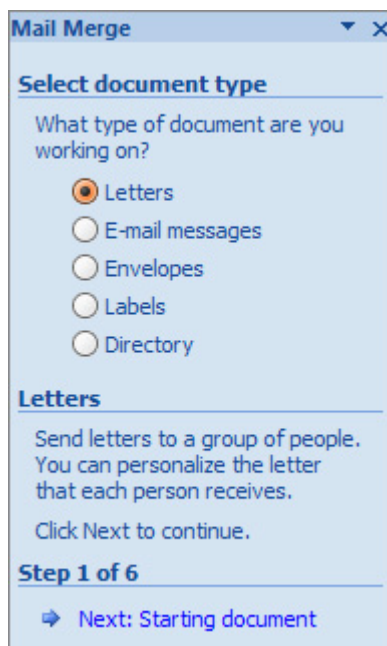 Mail Merge
Select document type
What type of document are you
working on?
Letters
E-mail messages
Envelopes
Labels
Directory
Letters
Send letters to a group of people.
You can personalize the letter
that each person receives.
Click Next to continue.
Step 1 of 6
Next: Starting document